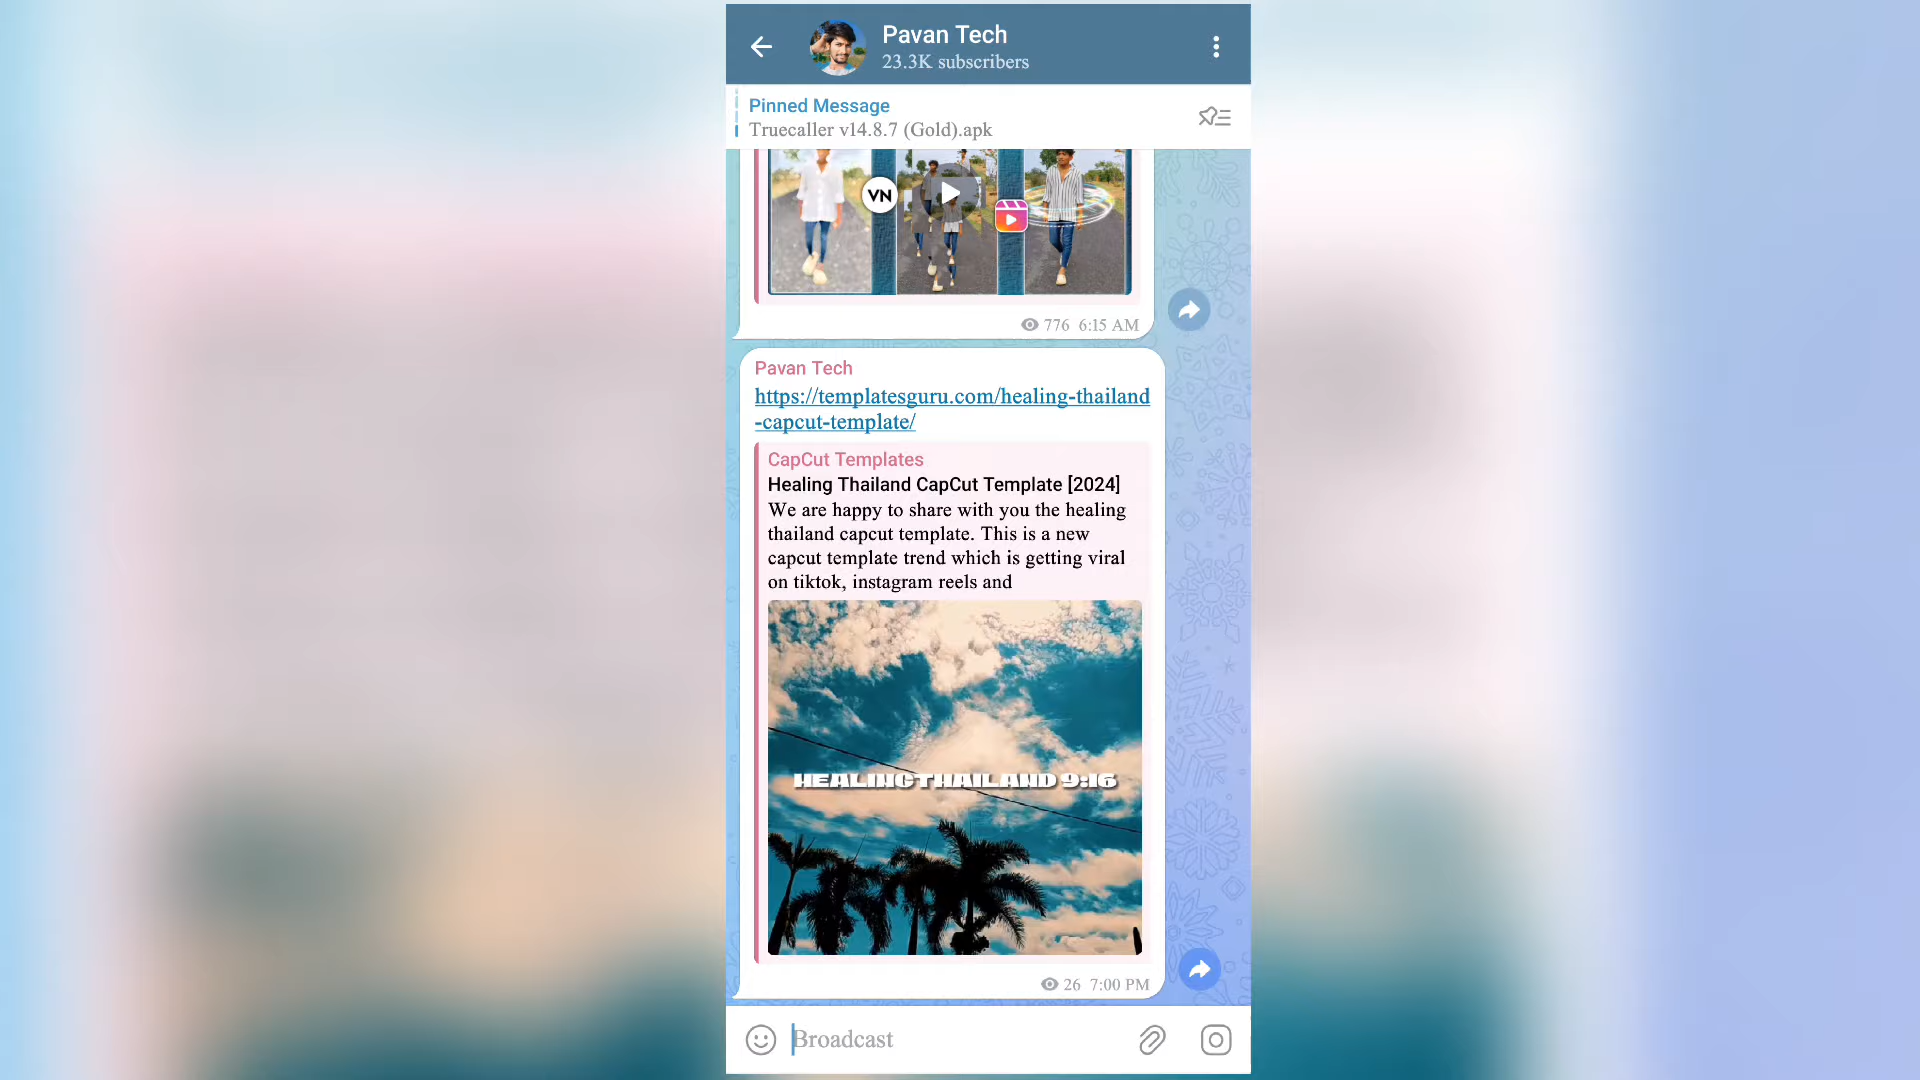 Pavan Tech
23.3K subscribers
Pinned Message
Truecaller v14.8.7 (Gold).apk
VN
776 6:15 AM
Pavan Tech
https://templatesguru.com/healing-thailand
-capcut-template/
CapCut Templates
Healing Thailand CapCut Template [2024]
We are happy to share with you the healing
thailand capcut template. This is a new
capcut template trend which is getting viral
on tiktok, instagram reels and
HEALINGTHAILAND 9:16
26 7:00 PM
Broadcast